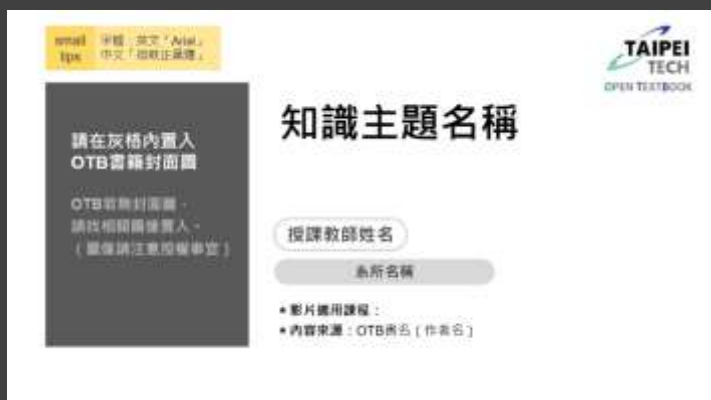 small tips
字體：英文「Arial」
中文「微軟正黑體」
TAIPEI
TECH
OPEN TEXTBOOK
請在灰格內置入
OTB書籍封面圖
OTB若無封面圖，
請找相關圖像置入。
（圖像請注意授權事宜）
知識主題名稱
授課教師姓名
系所名稱
● 影片適用課程：
● 內容來源：OTB書名（作者名）